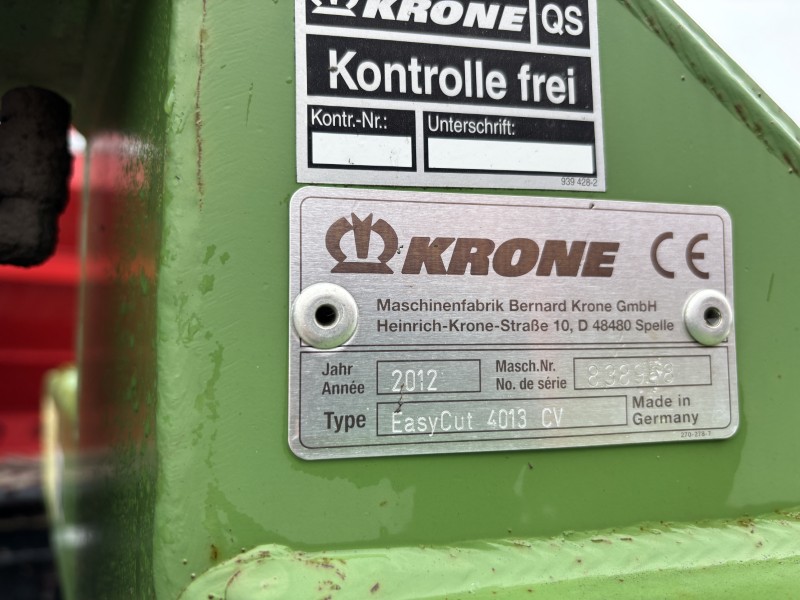 KRONE QS
Kontrolle frei
Kontr.-Nr.: Unterschrift:
939 428-2
KRONE CE
Maschinenfabrik Bernard Krone GmbH
Heinrich-Krone-Straße 10, D 48480 Spelle
Jahr
Année 2012
Masch.Nr.
No. de série
Type EasyCut 4013 CV
Made in
Germany